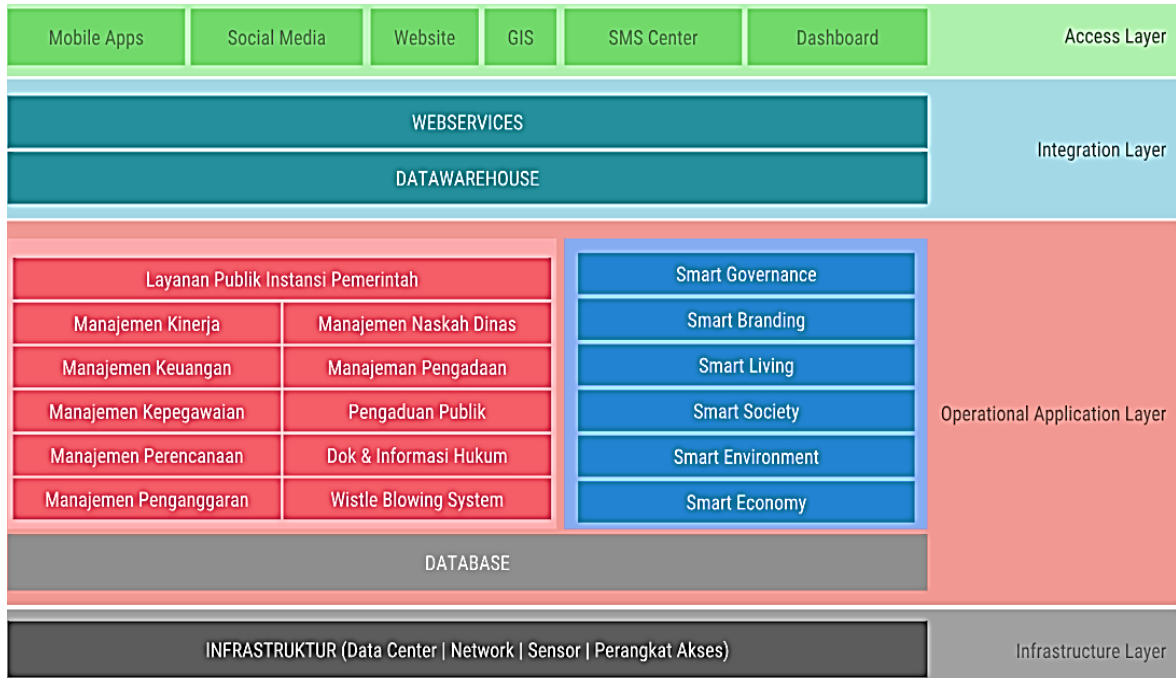 Mobile Apps Social Media Website GIS SMS Center Dashboard Access Layer
WEBSERVICES
Integration Layer
DATAWAREHOUSE
Layanan Publik Instansi Pemerintah
Manajemen Kinerja Manajemen Naskah Dinas
Manajemen Keuangan Manajeman Pengadaan
Manajemen Kepegawaian Pengaduan Publik
Manajemen Perencanaan Dok & Informasi Hukum
Manajemen Penganggaran Wistle Blowing System
Smart Governance
Smart Branding
Smart Living
Smart Society
Smart Environment
Smart Economy
Operational Application Layer
DATABASE
INFRASTRUKTUR (Data Center | Network | Sensor | Perangkat Akses) Infrastructure Layer